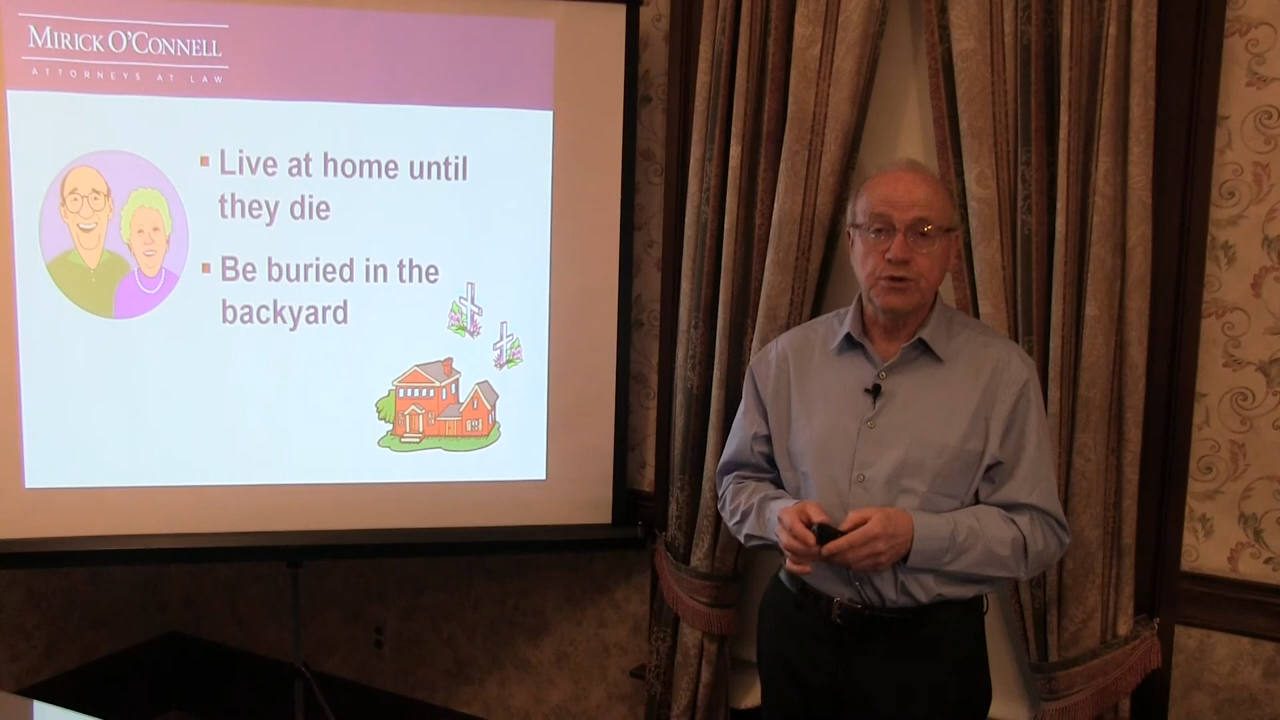 MIRICK O'CONNELL
ATTORNEYS AT LAW
Live at home until
they die
Be buried in the
backyard